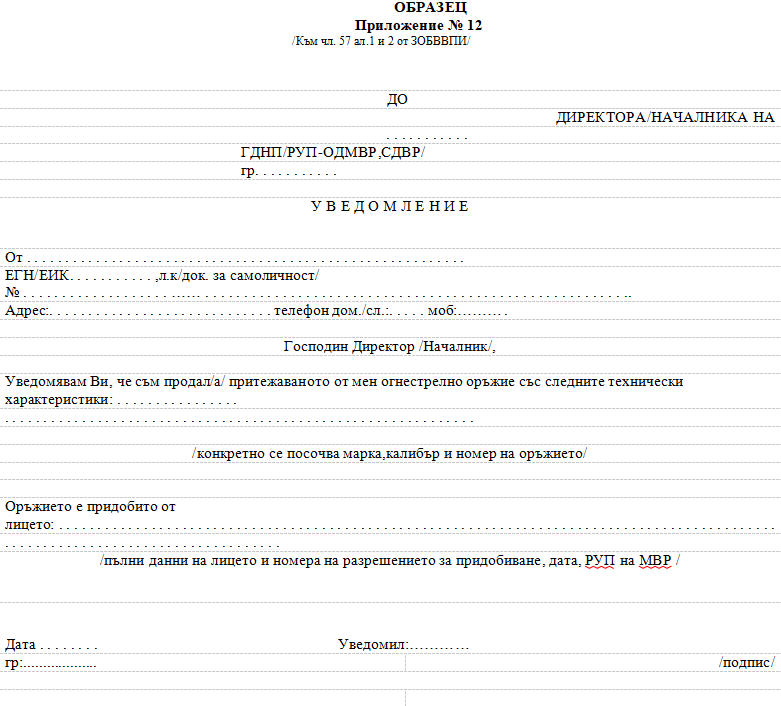 ОБРАЗЕЦ
Приложение № 12
/Към чл. 57 ал.1 и 2 от ЗОБВВПИ/
ДО
ДИРЕКТОРА/НАЧАЛНИКА НА
. . . . . . . . . . .
ГДНП/РУП-ОДМВР,СДВР/
гр. . . . . . . . . . .
У В Е Д О М Л Е Н И Е
От . . . . . . . . . . . . . . . . . . . . . . . . . . . . . . . . . . . . . . . . . . . . . . . . . . . . . . . . .
ЕГН/ЕИК. . . . . . . . . . . ,л.к/док. за самоличност/
№ . . . . . . . . . . . . . . . . . . . …… . . . . . . . . . . . . . . . . . . . . . . . . . . . . . . . . . . . . . . . . . . . . . . . . . . . . . . ..
Адрес:. . . . . . . . . . . . . . . . . . . . . . . . . . . . . телефон дом./сл.:. . . . . моб:……. . .
Господин Директор /Началник/,
Уведомявам Ви, че съм продал/а/ притежаваното от мен огнестрелно оръжие със следните технически
характеристики: . . . . . . . . . . . . . . . .
. . . . . . . . . . . . . . . . . . . . . . . . . . . . . . . . . . . . . . . . . . . . . . . . . . . . . . . . . . . . .
/конкретно се посочва марка,калибър и номер на оръжието/
Оръжието е придобито от
лицето: . . . . . . . . . . . . . . . . . . . . . . . . . . . . . . . . . . . . . . . . . . . . . . . . . . . . . . . . . . . . . . . . . . . . . . . . . . . . . . . . . . . . . . . . . . . . . .
. . . . . . . . . . . . . . . . . . . . . . . . . . . . . . . . . . . .
/пълни данни на лицето и номера на разрешението за придобиване, дата, РУП на МВР /
Дата . . . . . . . . Уведомил:…………
гр:................... /подпис/